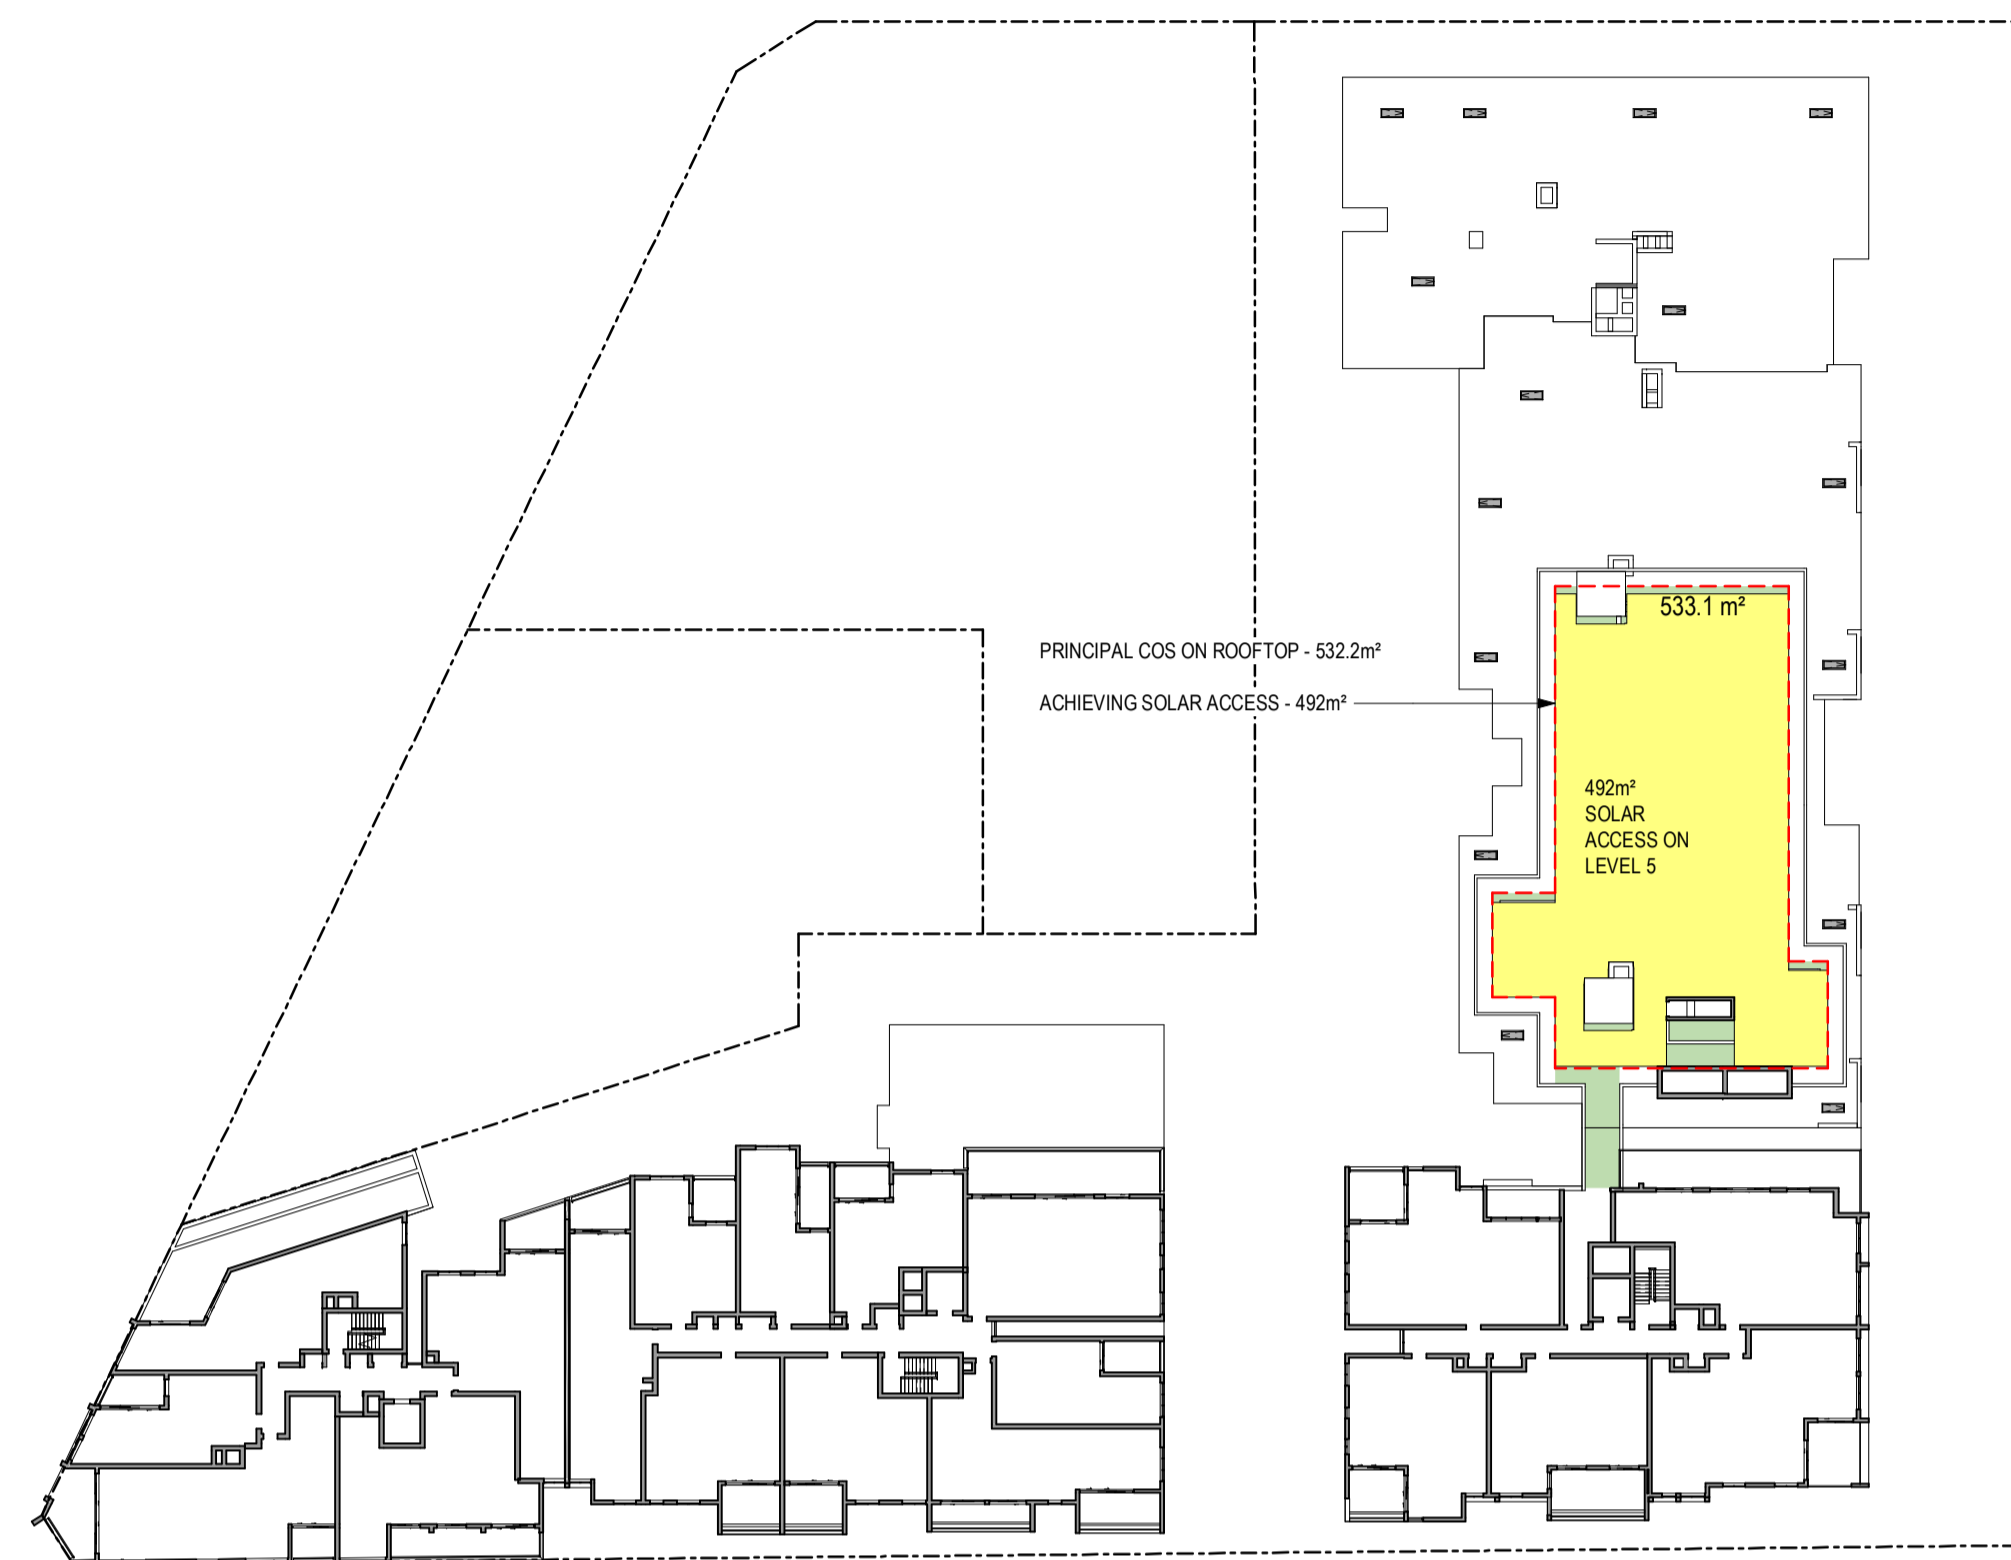 533.1 m²
PRINCIPAL COS ON ROOFTOP - 532.2m²
ACHIEVING SOLAR ACCESS - 492m²
492m²
SOLAR
ACCESS ON
LEVEL 5